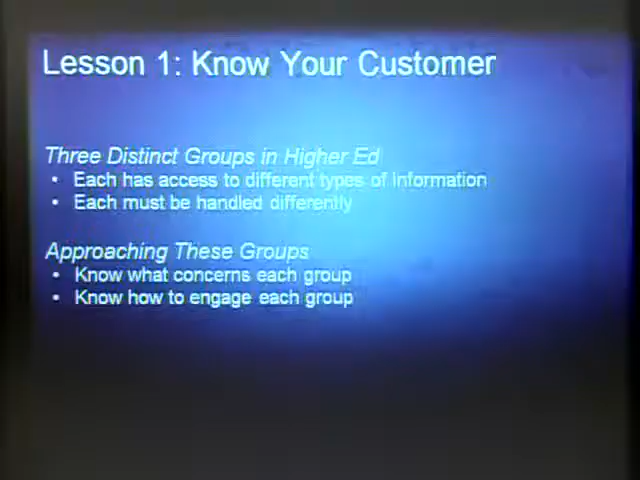 Lesson 1: Know Your Customer
Three Distinct Groups in Higher Ed
• Each has access to different types of information
• Each must be handled differently
Approaching These Groups
• Know what concerns each group
• Know how to engage each group